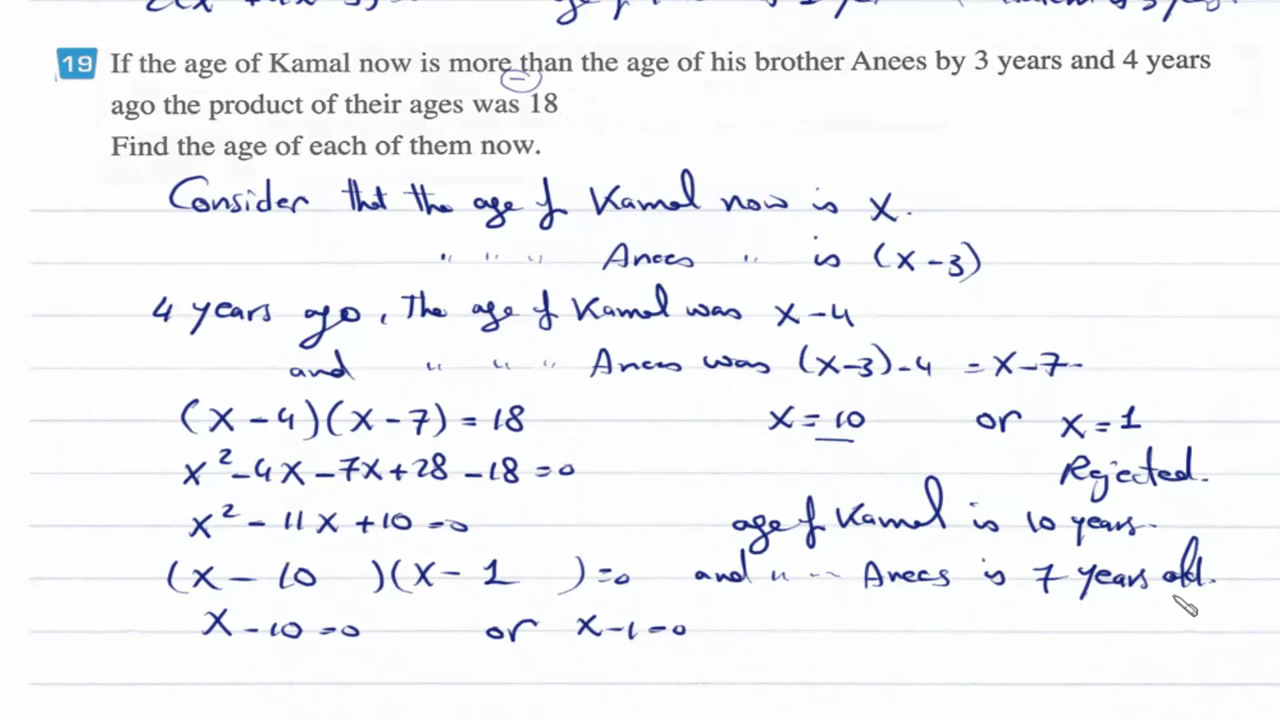 19 If the age of Kamal now is more than the age of his brother Anees by 3 years and 4 years
ago the product of their ages was 18
Find the age of each of them now.
Consider that the age of Kamal now is X.
" " " Anees " is (X-3)
4 years ago, The age of Kamal was X-4
and " " " Anees was (X-3)-4 = X-7
(X-4)(X-7)=18
X=10 or X=1
X²-4X-7X+28-18=0
Rejected.
X²-11X+10=0
age of Kamal is 10 years.
(X-10)(X-1)=0
and " " Anees is 7 years old.
X-10=0 or X-1=0